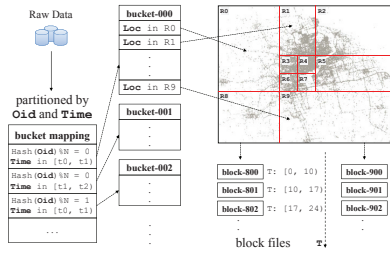 Raw Data
partitioned by
Oid and Time
bucket mapping
Hash(Oid)%N = 0
Time in [t0, t1)
Hash(Oid)%N = 0
Time in [t1, t2)
Hash(Oid)%N = 1
Time in [t0, t1)
...
bucket-000
Loc in R0
Loc in R1
.
.
.
Loc in R9
bucket-001
.
.
.
bucket-002
.
.
.
.
.
.
R0
R1
R2
R3
R4
R5
R6
R7
R8
R9
block-800
T: [0, 10)
block-900
block-801
T: [10, 17)
block-901
block-802
T: [17, 24)
block-902
.
.
.
.
.
.
block files
T